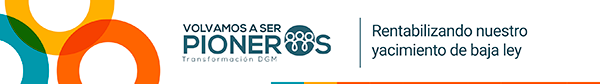 VOLVAMOS A SER
PIONEROS
Transformación DGM
Rentabilizando nuestro
yacimiento de baja ley